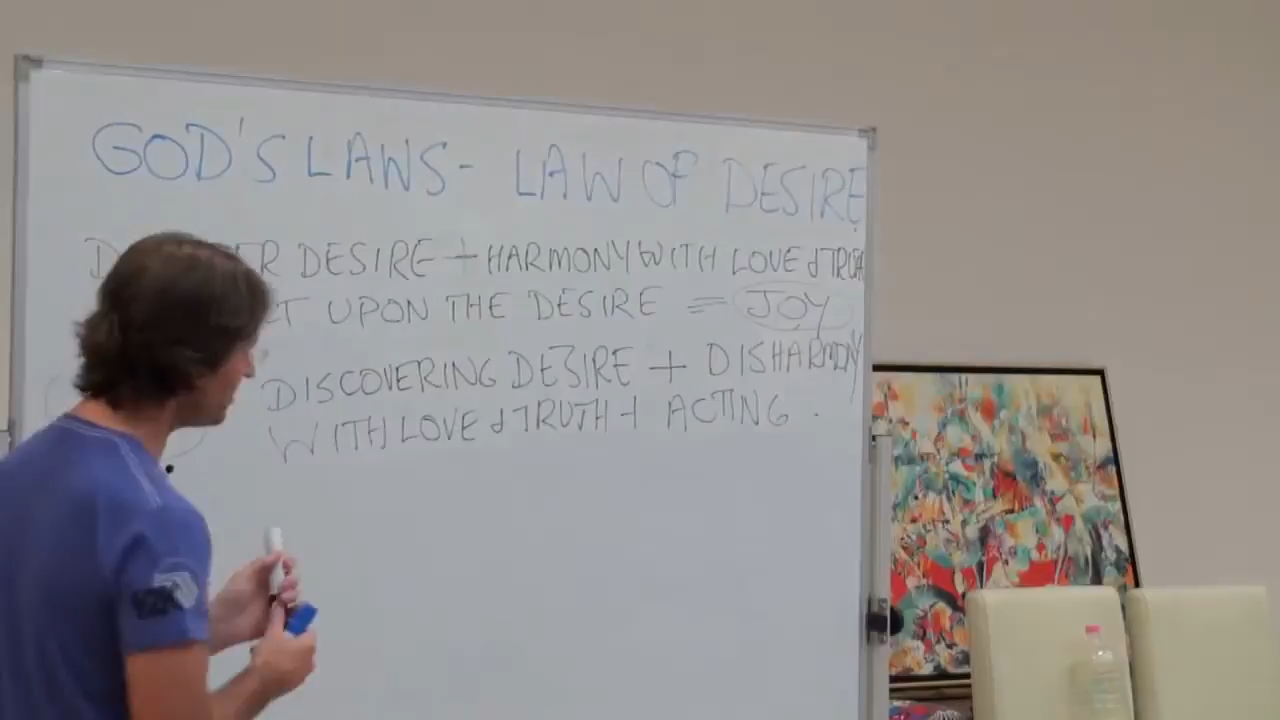 GOD'S LAWS - LAW OF DESIRE
DESIRE + HARMONY WITH LOVE & TRUTH
UPON THE DESIRE = JOY
DISCOVERING DESIRE + DISHARMONY
WITH LOVE & TRUTH + ACTING.